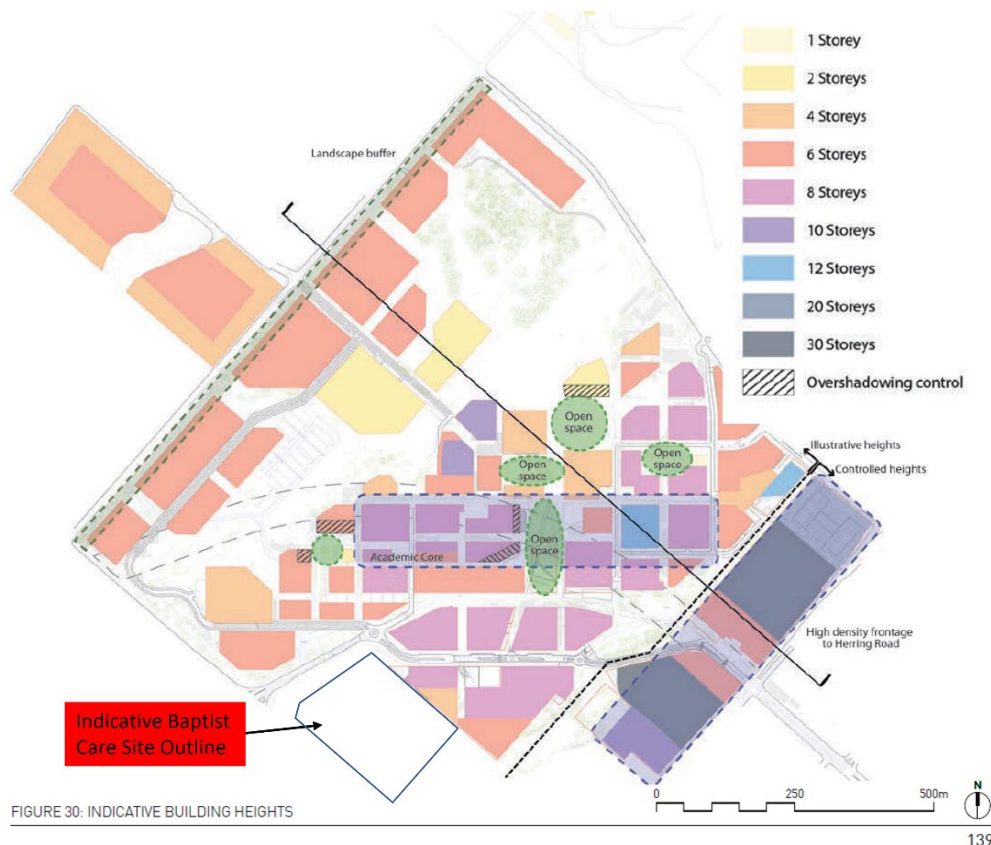 1 Storey
2 Storeys
4 Storeys
6 Storeys
8 Storeys
10 Storeys
12 Storeys
20 Storeys
30 Storeys
Overshadowing control
Landscape buffer
Open
space
Open
space
Open
space
Illustrative heights
Controlled heights
Open
space
Academic Core
High density frontage
to Herring Road
Indicative Baptist
Care Site Outline
FIGURE 30: INDICATIVE BUILDING HEIGHTS
0 250 500m
N
139